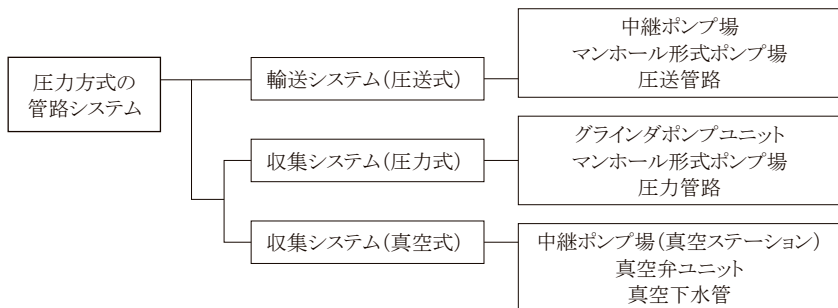 圧力方式の
管路システム
輸送システム(圧送式)
中継ポンプ場
マンホール形式ポンプ場
圧送管路
収集システム(圧力式)
グラインダポンプユニット
マンホール形式ポンプ場
圧力管路
収集システム(真空式)
中継ポンプ場(真空ステーション)
真空弁ユニット
真空下水管